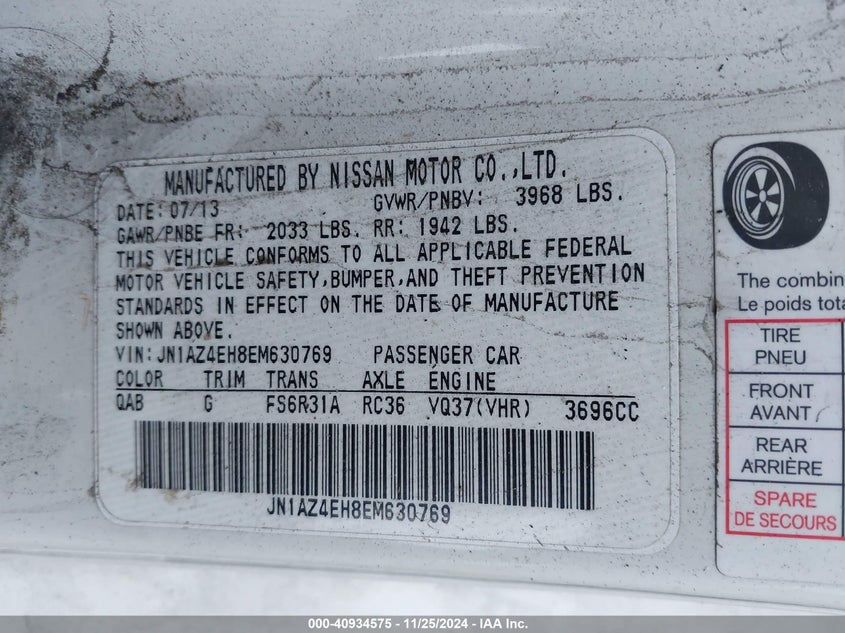 MANUFACTURED BY NISSAN MOTOR CO.,LTD.
DATE: 07/13 GVWR/PNBV: 3968 LBS.
GAWR/PNBE FR: 2033 LBS. RR: 1942 LBS.
THIS VEHICLE CONFORMS TO ALL APPLICABLE FEDERAL
MOTOR VEHICLE SAFETY,BUMPER,AND THEFT PREVENTION
STANDARDS IN EFFECT ON THE DATE OF MANUFACTURE
SHOWN ABOVE.
VIN:JN1AZ4EH8EM630769 PASSENGER CAR
COLOR TRIM TRANS AXLE ENGINE
QAB G FS6R31A RC36 VQ37(VHR) 3696CC
JN1AZ4EH8EM630769
The combin
Le poids tota
TIRE
PNEU
FRONT
AVANT
REAR
ARRIÈRE
SPARE
DE SECOURS
000-40934575 - 11/25/2024 - IAA Inc.